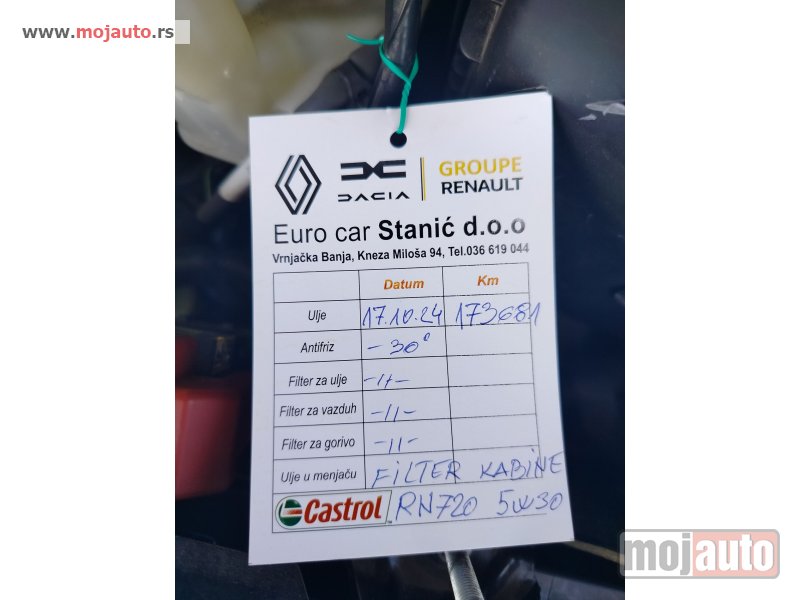 www.mojauto.rs
GROUPE
DACIA RENAULT
Euro car Stanić d.o.o
Vrnjačka Banja, Kneza Miloša 94, Tel.036 619 044
Datum Km
Ulje 17.10.24 173681
Antifriz -30°
Filter za ulje -11-
Filter za vazduh -11-
Filter za gorivo -11-
Ulje u menjaču FILTER KABINE
Castrol RN720 5w30
mojauto